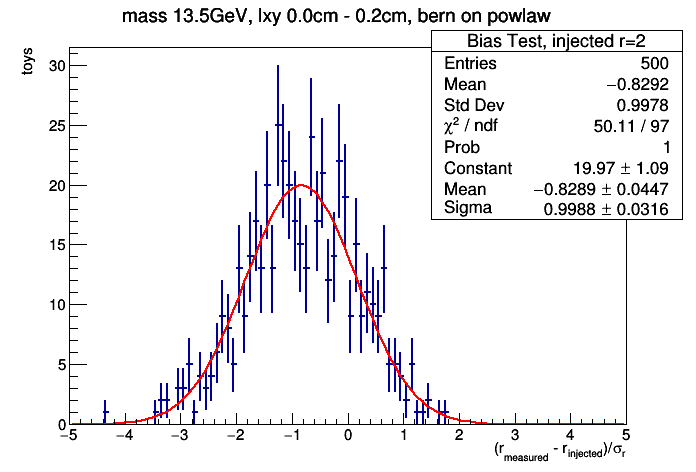 mass 13.5GeV, lxy 0.0cm - 0.2cm, bern on powlaw
Bias Test, injected r=2
Entries 500
Mean −0.8292
Std Dev 0.9978
χ² / ndf 50.11 / 97
Prob 1
Constant 19.97 ± 1.09
Mean −0.8289 ± 0.0447
Sigma 0.9988 ± 0.0316
toys
30
25
20
15
10
5
0
−5 −4 −3 −2 −1 0 1 2 3 4 5
(r_measured - r_injected)/σ_r